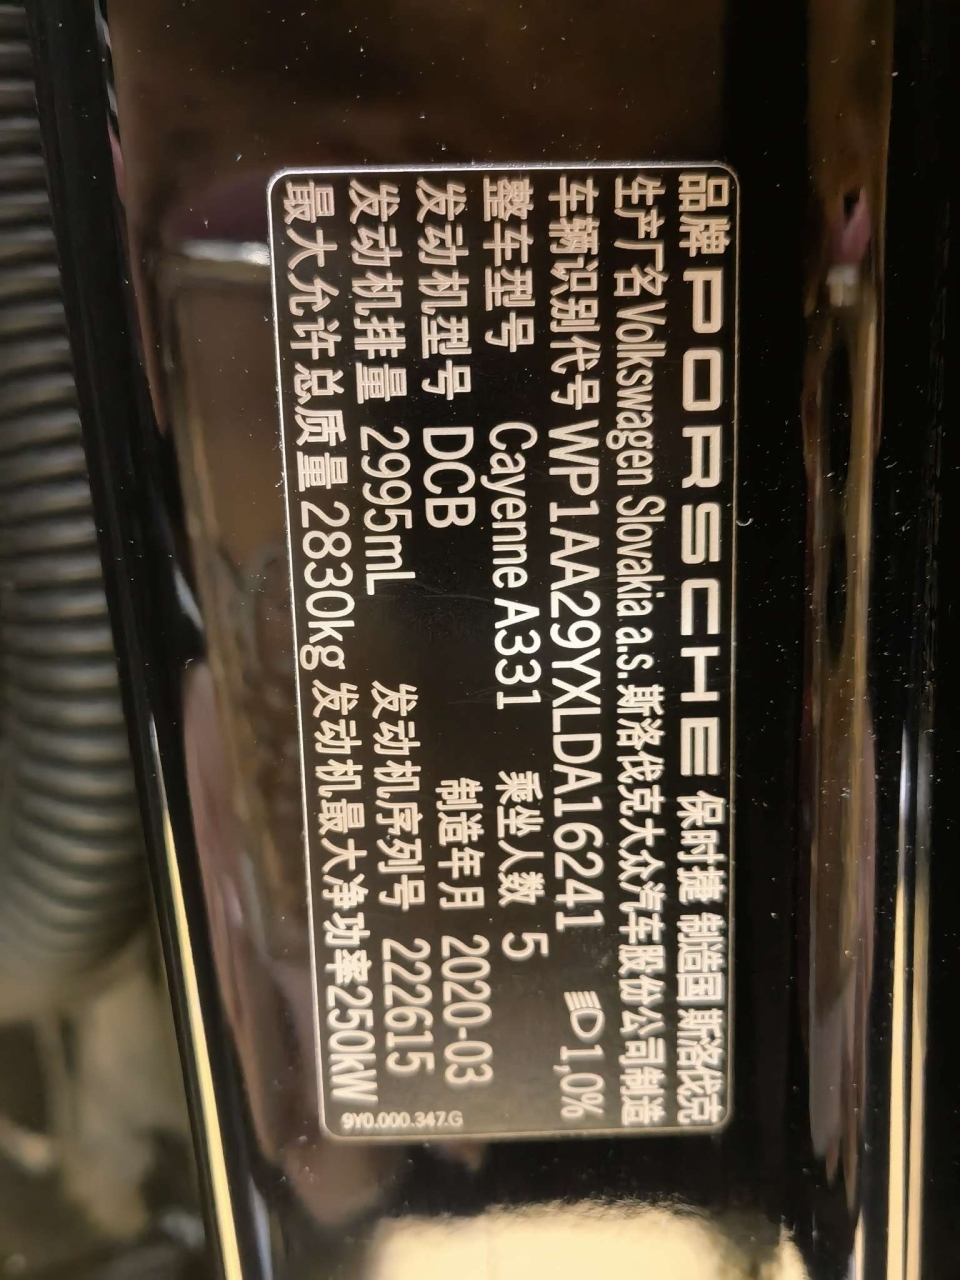 品牌 PORSCHE 保时捷 制造国 斯洛伐克
生产厂名 Volkswagen Slovakia a.s. 斯洛伐克大众汽车股份公司制造
车辆识别代号 WP1AA29YXLDA16241 1,0%
整车型号 Cayenne A331 乘坐人数 5
发动机型号 DCB 制造年月 2020-03
发动机排量 2995mL 发动机序列号 222615
最大允许总质量 2830kg 发动机最大净功率250kW
9Y0.000.347.G